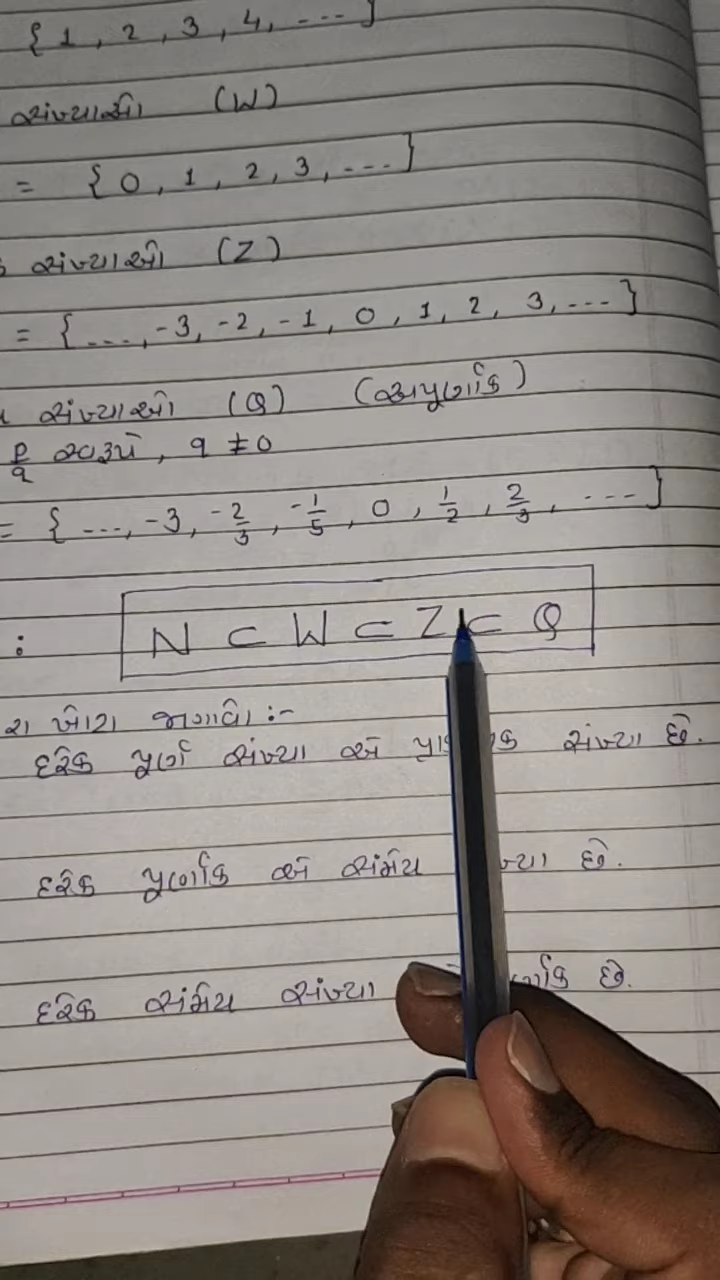 { 1 , 2 , 3 , 4, --- }
સંખ્યાઓ (W)
= { 0 , 1 , 2 , 3 , --- }
સંખ્યાઓ (Z)
= { ---, -3, -2, -1, 0, 1, 2, 3, --- }
સંખ્યાઓ (Q) (અપૂર્ણાંક)
p/q સ્વરૂપે, q ≠ 0
= { ---, -3, -2/3, -1/5, 0, 1/2, 2/3, --- }
: N ⊂ W ⊂ Z ⊂ Q
ખોટા જણાવો :-
દરેક પૂર્ણ સંખ્યા એ સંખ્યા છે.
દરેક પૂર્ણાંક એ સંમેય છે.
દરેક સંમેય સંખ્યા છે.